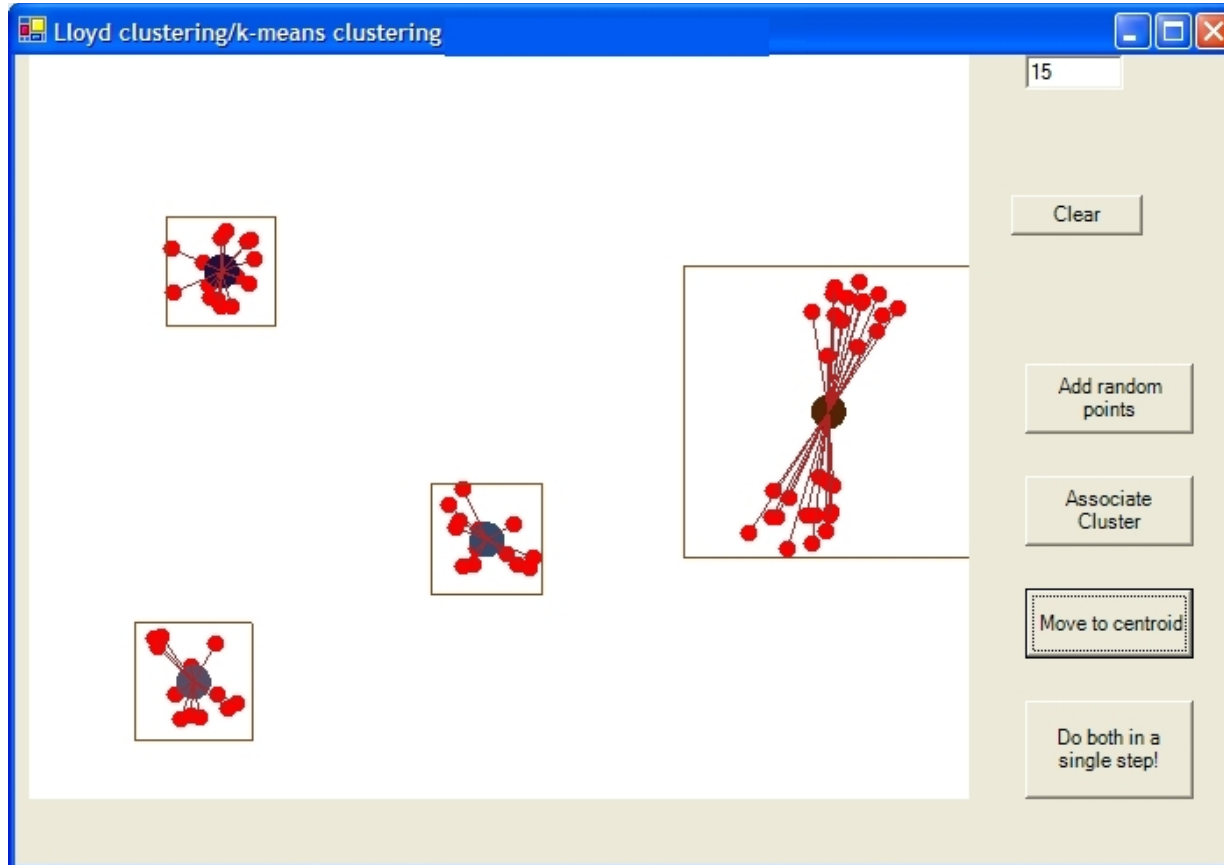 Lloyd clustering/k-means clustering
15
Clear
Add random
points
Associate
Cluster
Move to centroid
Do both in a
single step!